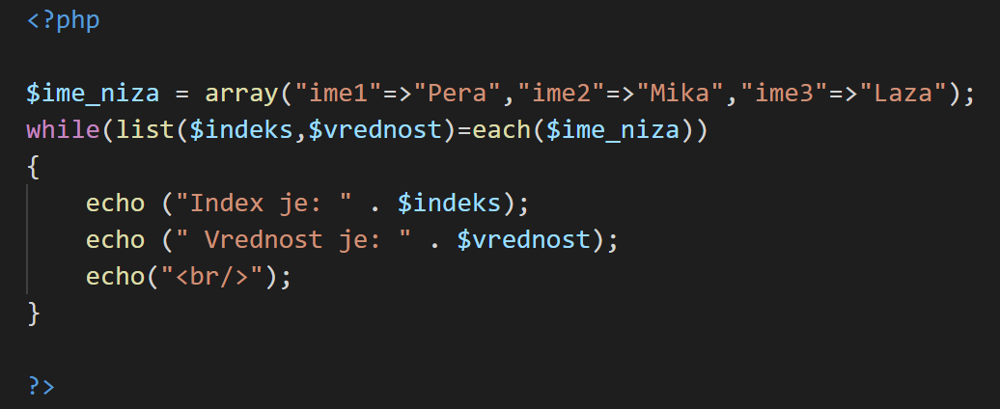 <?php
$ime_niza = array("ime1"=>"Pera","ime2"=>"Mika","ime3"=>"Laza");
while(list($indeks,$vrednost)=each($ime_niza))
{
    echo ("Index je: " . $indeks);
    echo (" Vrednost je: " . $vrednost);
    echo("<br/>");
}
?>